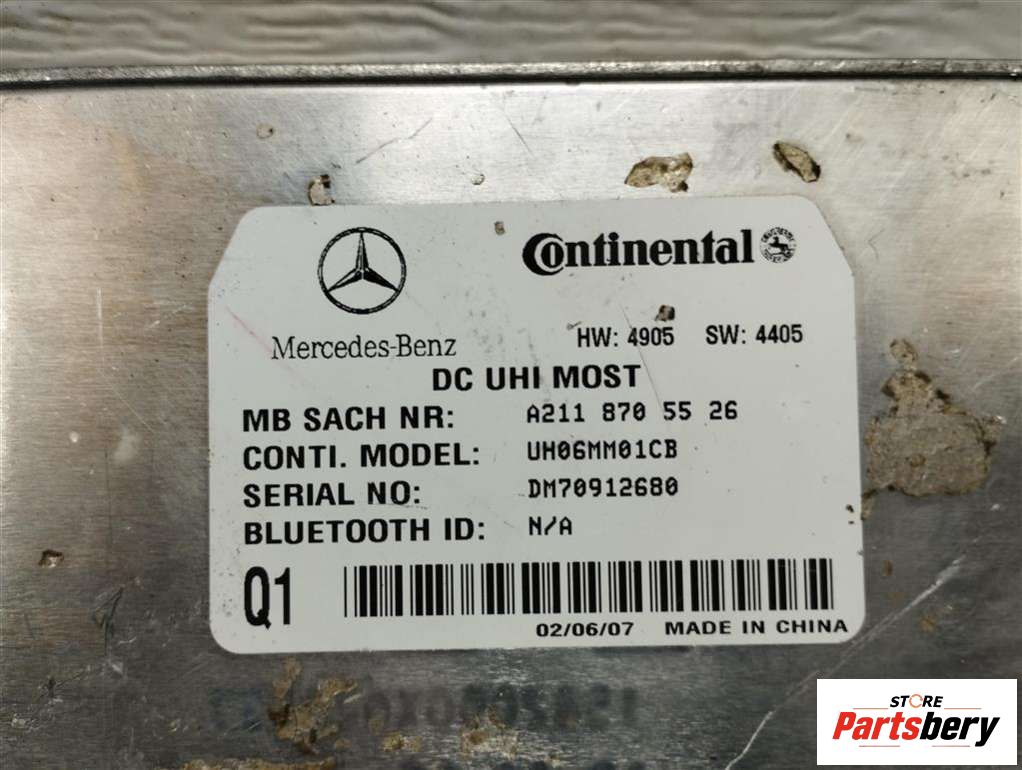 Continental
Mercedes-Benz
HW: 4905 SW: 4405
DC UHI MOST
MB SACH NR: A211 870 55 26
CONTI. MODEL: UH06MM01CB
SERIAL NO: DM70912680
BLUETOOTH ID: N/A
Q1
02/06/07 MADE IN CHINA
STORE
Partsbery